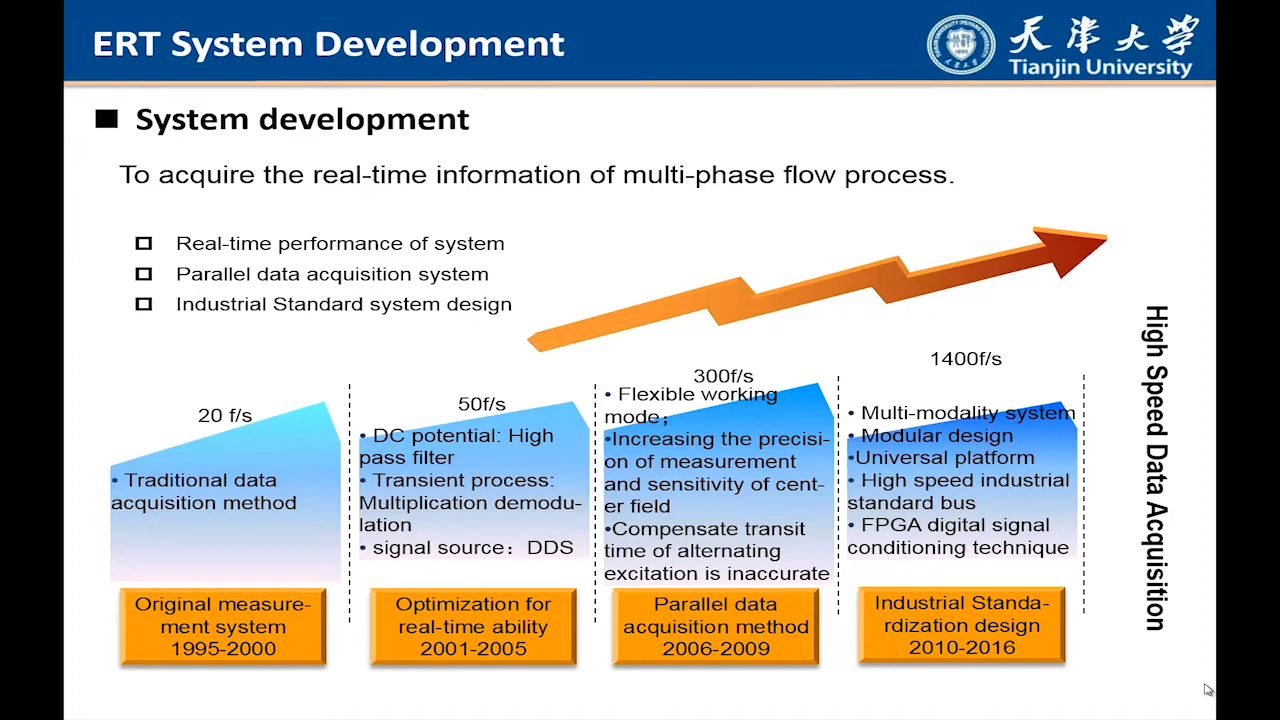 ERT System Development
天津大学
Tianjin University
■ System development
To acquire the real-time information of multi-phase flow process.
Real-time performance of system
Parallel data acquisition system
Industrial Standard system design
20 f/s
• Traditional data
acquisition method
Original measure-
ment system
1995-2000
50f/s
• DC potential: High
pass filter
• Transient process:
Multiplication demodu-
lation
• signal source：DDS
Optimization for
real-time ability
2001-2005
300f/s
• Flexible working
mode；
•Increasing the precisi-
on of measurement
and sensitivity of cent-
er field
•Compensate transit
time of alternating
excitation is inaccurate
Parallel data
acquisition method
2006-2009
1400f/s
• Multi-modality system
• Modular design
•Universal platform
• High speed industrial
standard bus
• FPGA digital signal
conditioning technique
Industrial Standa-
rdization design
2010-2016
High Speed Data Acquisition